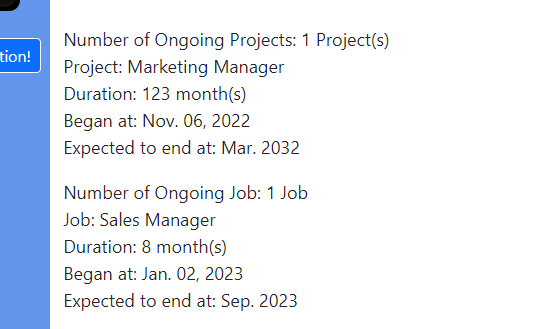 tion!
Number of Ongoing Projects: 1 Project(s)
Project: Marketing Manager
Duration: 123 month(s)
Began at: Nov. 06, 2022
Expected to end at: Mar. 2032
Number of Ongoing Job: 1 Job
Job: Sales Manager
Duration: 8 month(s)
Began at: Jan. 02, 2023
Expected to end at: Sep. 2023